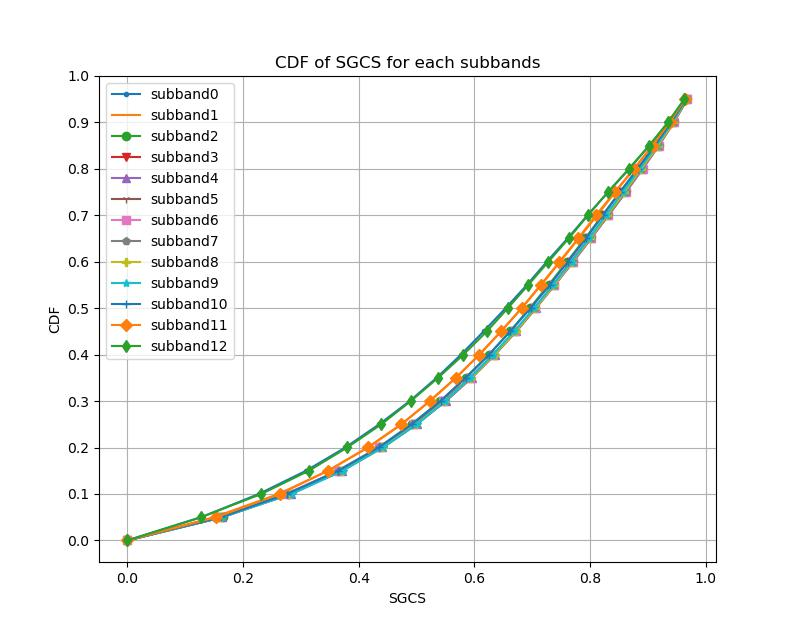 CDF of SGCS for each subbands
1.0
0.9
0.8
0.7
0.6
0.5
0.4
0.3
0.2
0.1
0.0
CDF
subband0
subband1
subband2
subband3
subband4
subband5
subband6
subband7
subband8
subband9
subband10
subband11
subband12
0.0 0.2 0.4 0.6 0.8 1.0
SGCS